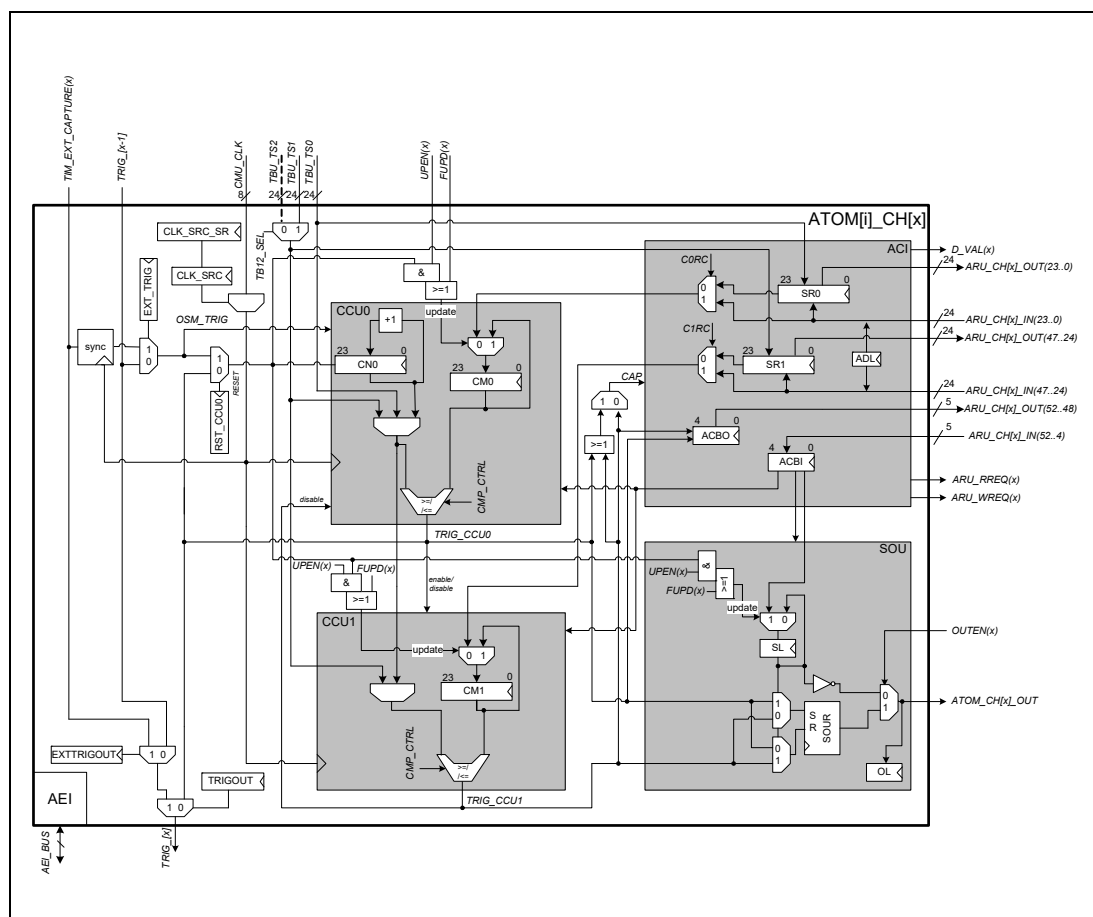 TIM_EXT_CAPTURE(x)
TRIG_[x-1]
CMU_CLK
TBU_TS2
TBU_TS1
TBU_TS0
UPEN(x)
FUPD(x)
8
24
24
24
ATOM[i]_CH[x]
CLK_SRC_SR
CLK_SRC
TB12_SEL
0 1
EXT_TRIG
OSM_TRIG
sync
1
0
1
0
RESET
RST_CCU0
&
>=1
update
CCU0
+1
23 0
CN0
0 1
23 0
CM0
>=/
/<=
CMP_CTRL
disable
TRIG_CCU0
ACI
D_VAL(x)
C0RC
0
1
23 0
SR0
24
ARU_CH[x]_OUT(23..0)
24
ARU_CH[x]_IN(23..0)
C1RC
0
1
23 0
SR1
24
ARU_CH[x]_OUT(47..24)
ADL
24
ARU_CH[x]_IN(47..24)
CAP
1 0
>=1
4 0
ACBO
5
ARU_CH[x]_OUT(52..48)
5
ARU_CH[x]_IN(52..4)
4 0
ACBI
ARU_RREQ(x)
ARU_WREQ(x)
SOU
UPEN(x)
FUPD(x)
&
>=1
update
1 0
SL
OUTEN(x)
1
0
0
1
S
R
SOUR
0
1
ATOM_CH[x]_OUT
OL
UPEN(x)
FUPD(x)
&
>=1
enable/
disable
CCU1
update
0 1
23 0
CM1
CMP_CTRL
>=/
/<=
TRIG_CCU1
EXTTRIGOUT
1 0
TRIGOUT
1 0
AEI
AEI_BUS
TRIG_[x]